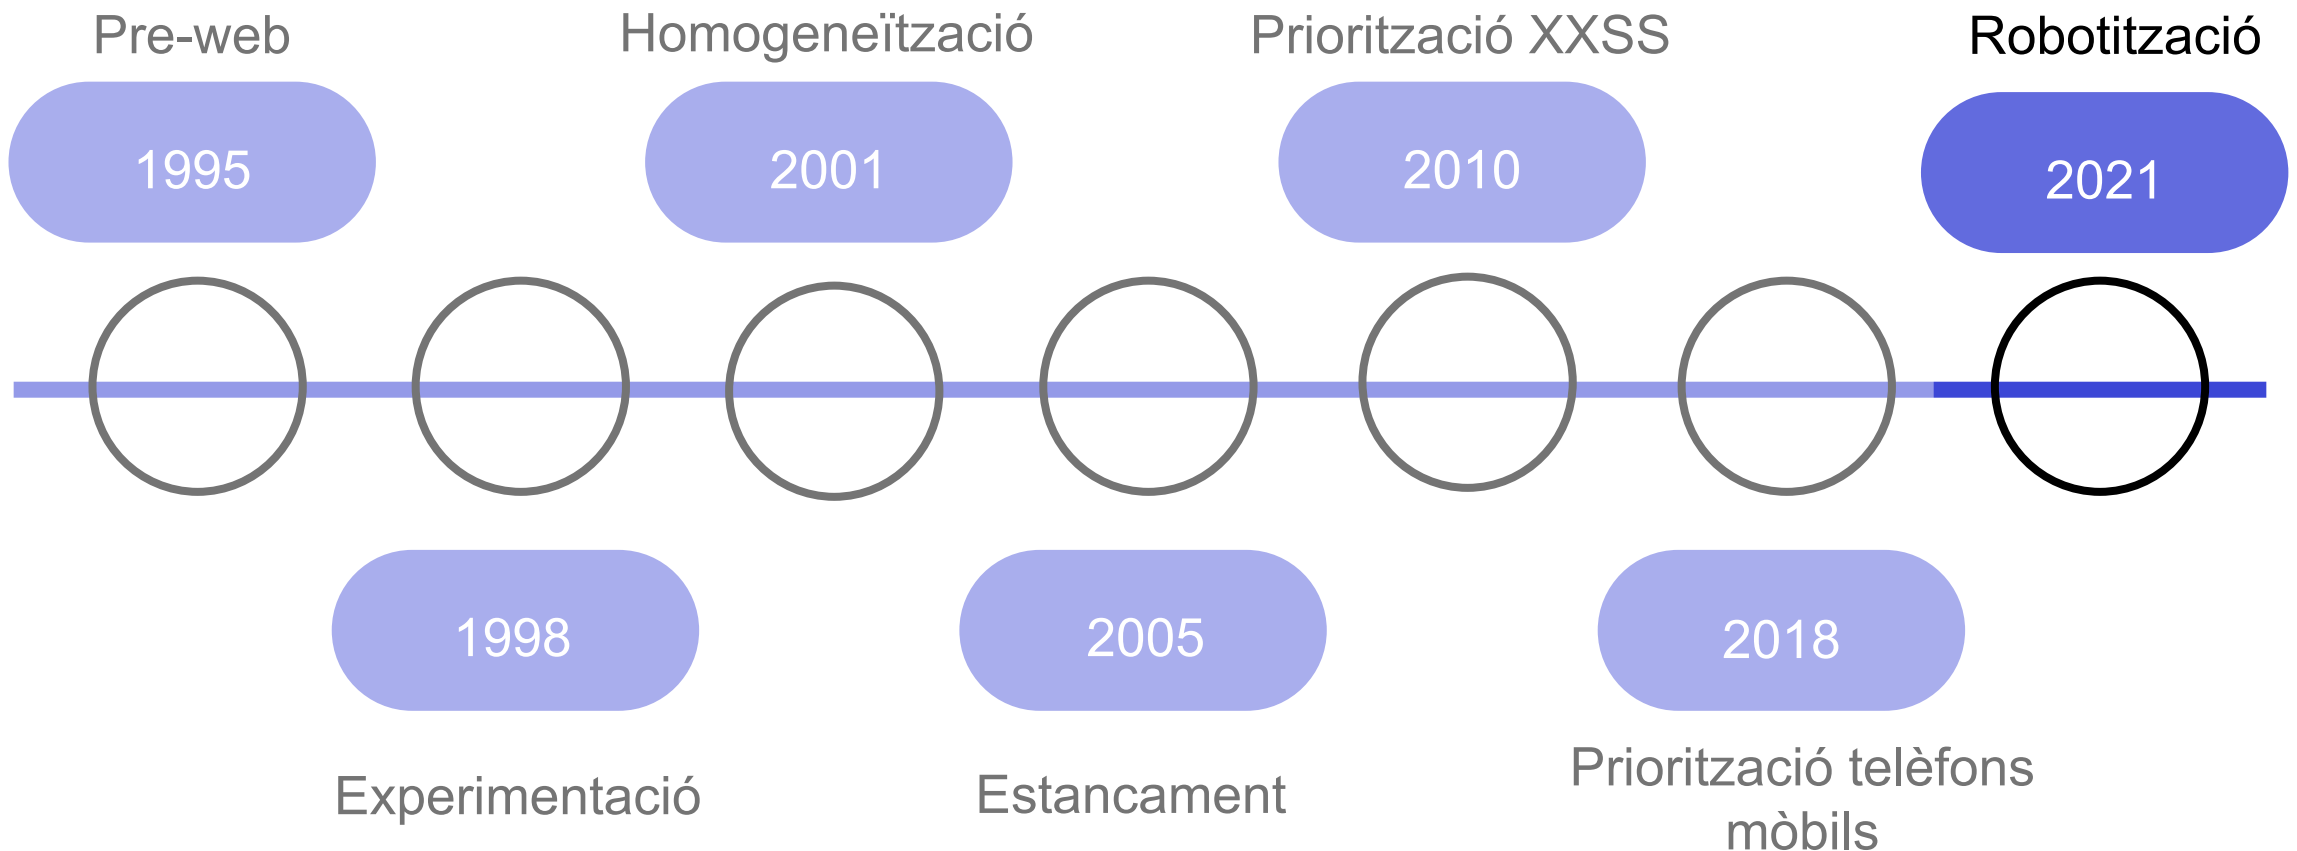 Pre-web
Homogeneïtzació
Priorització XXSS
Robotització
1995
2001
2010
2021
1998
2005
2018
Experimentació
Estancament
Priorització telèfons
mòbils